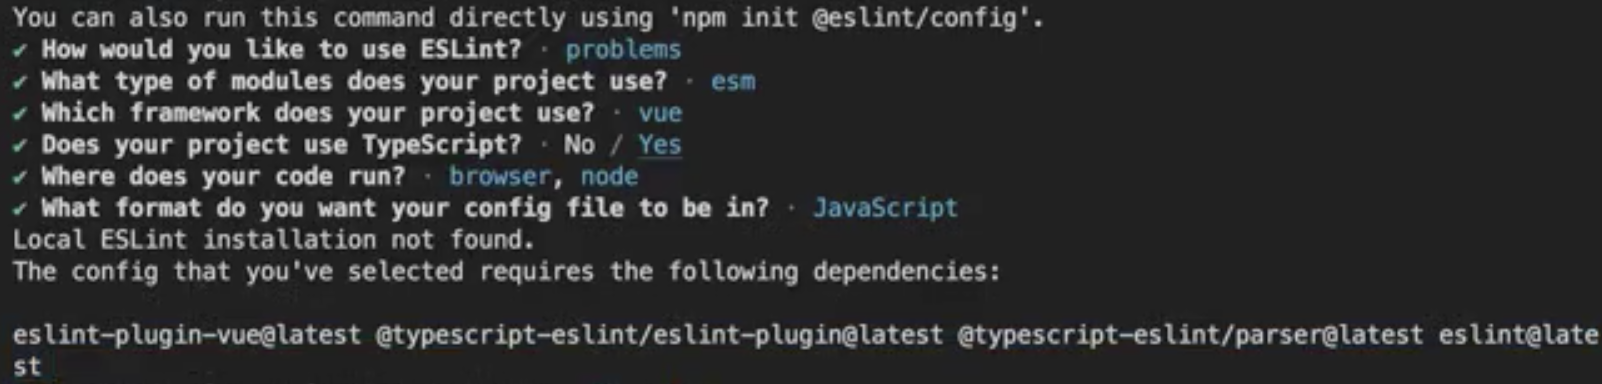 You can also run this command directly using 'npm init @eslint/config'.
✔ How would you like to use ESLint? · problems
✔ What type of modules does your project use? · esm
✔ Which framework does your project use? · vue
✔ Does your project use TypeScript? · No / Yes
✔ Where does your code run? · browser, node
✔ What format do you want your config file to be in? · JavaScript
Local ESLint installation not found.
The config that you've selected requires the following dependencies:
eslint-plugin-vue@latest @typescript-eslint/eslint-plugin@latest @typescript-eslint/parser@latest eslint@late
st